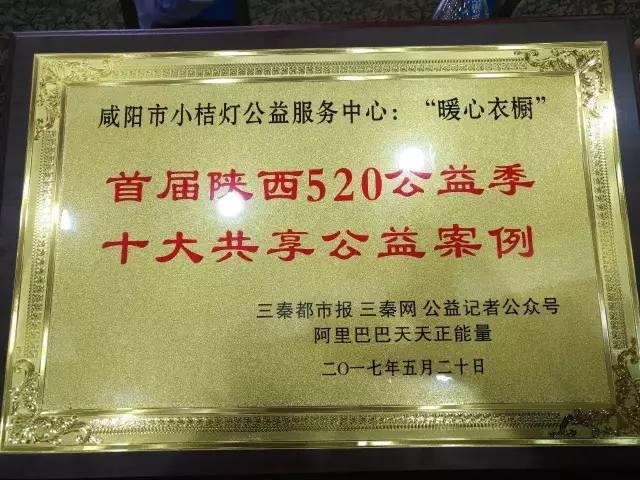 咸阳市小桔灯公益服务中心：“暖心衣橱”
首届陕西520公益季
十大共享公益案例
三秦都市报 三秦网 公益记者公众号
阿里巴巴天天正能量
二〇一七年五月二十日